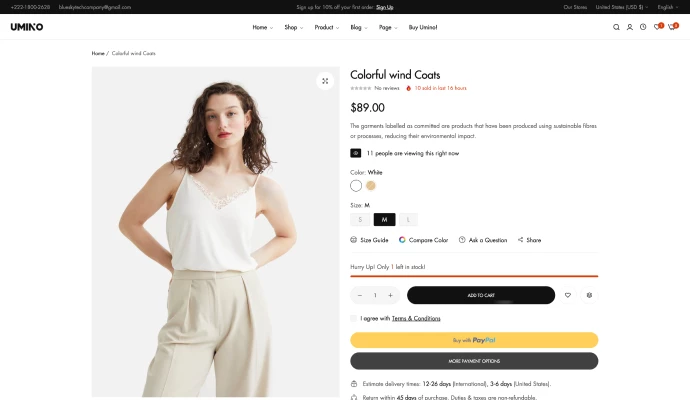 +222-1800-2628 blueskytechcompany@gmail.com Sign up for 10% off your first order. Sign Up Our Stores United States (USD $) English
UMINO Home Shop Product Blog Page Buy Umino!
Home / Colorful wind Coats
Colorful wind Coats
No reviews 10 sold in last 16 hours
$89.00
The garments labelled as committed are products that have been produced using sustainable fibres
or processes, reducing their environmental impact.
11 people are viewing this right now
Color: White
Size: M
S M L
Size Guide Compare Color Ask a Question Share
Hurry Up! Only 1 left in stock!
− 1 + ADD TO CART
I agree with Terms & Conditions
Buy with PayPal
MORE PAYMENT OPTIONS
Estimate delivery times: 12-26 days (International), 3-6 days (United States).
Return within 45 days of purchase. Duties & taxes are non-refundable.